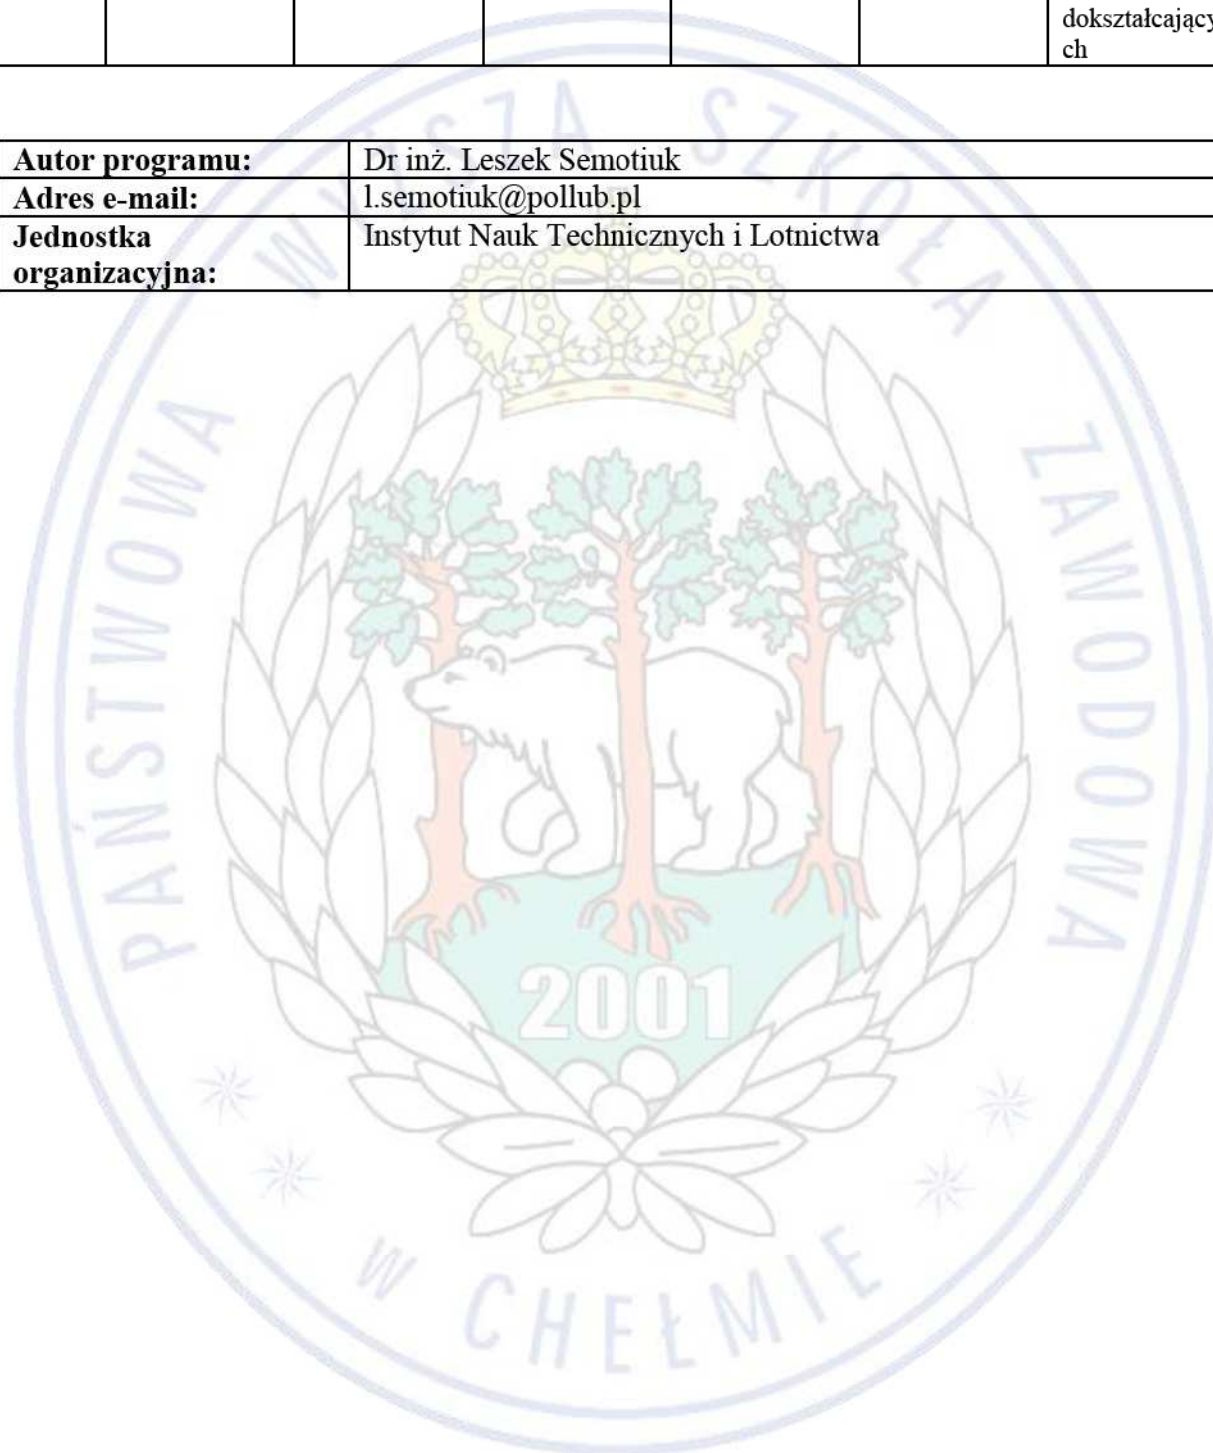 dokształcający
ch
Autor programu: Dr inż. Leszek Semotiuk
Adres e-mail: l.semotiuk@pollub.pl
Jednostka Instytut Nauk Technicznych i Lotnictwa
organizacyjna:
PAŃSTWOWA WYŻSZA SZKOŁA ZAWODOWA
2001
W CHEŁMIE